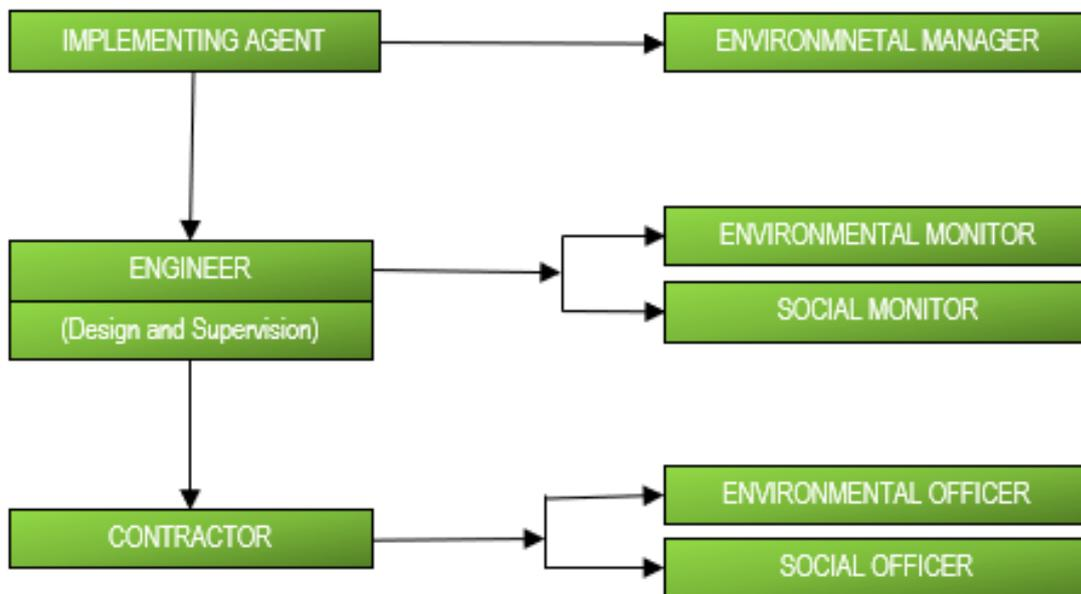 IMPLEMENTING AGENT
ENVIRONMNETAL MANAGER
ENGINEER
(Design and Supervision)
ENVIRONMENTAL MONITOR
SOCIAL MONITOR
CONTRACTOR
ENVIRONMENTAL OFFICER
SOCIAL OFFICER